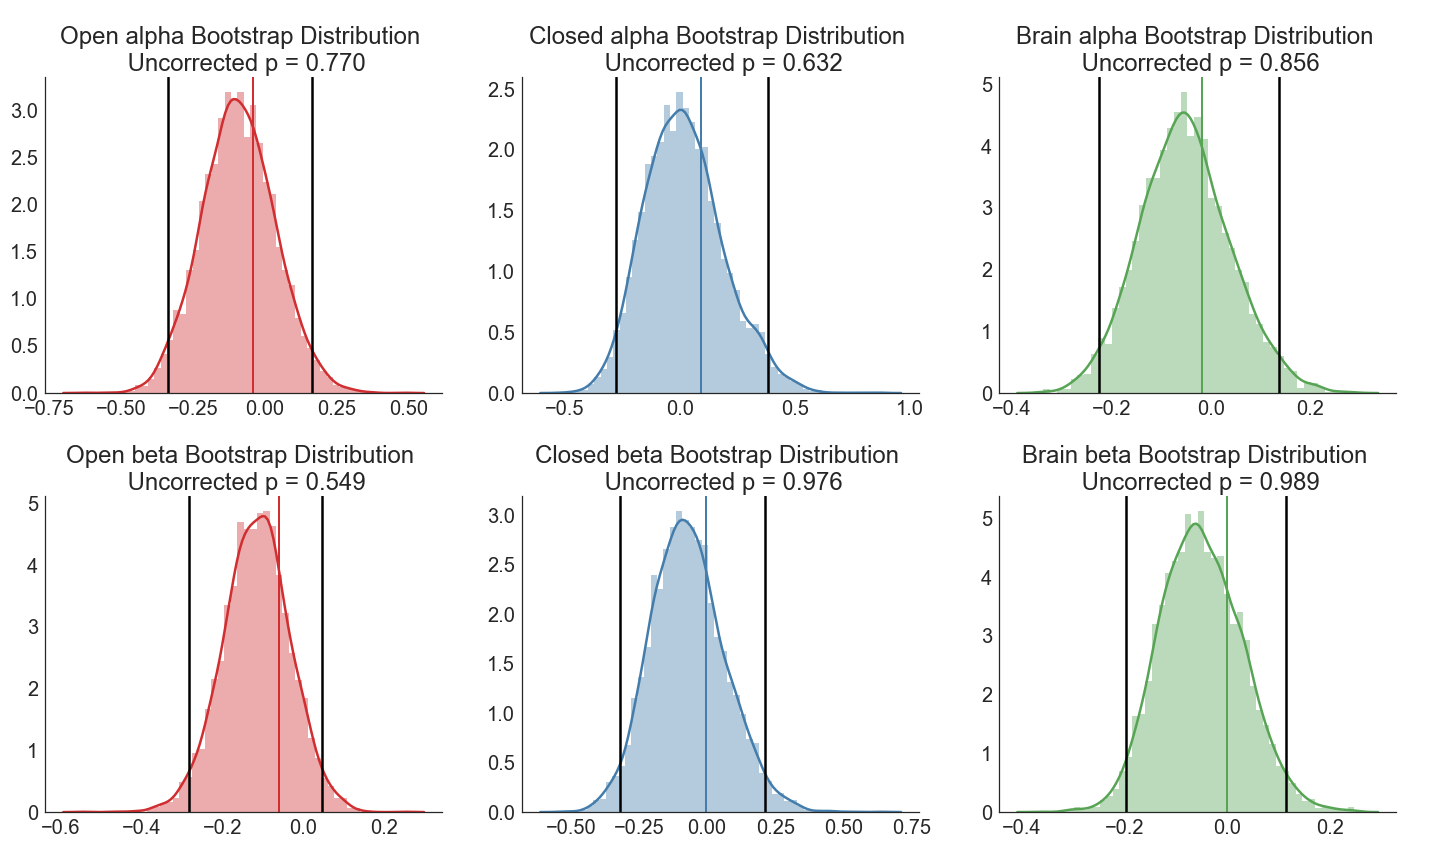 Open alpha Bootstrap Distribution
Uncorrected p = 0.770
Closed alpha Bootstrap Distribution
Uncorrected p = 0.632
Brain alpha Bootstrap Distribution
Uncorrected p = 0.856
3.0
2.5
2.0
1.5
1.0
0.5
0.0
−0.75 −0.50 −0.25 0.00 0.25 0.50
2.5
2.0
1.5
1.0
0.5
0.0
−0.5 0.0 0.5 1.0
5
4
3
2
1
0
−0.4 −0.2 0.0 0.2
Open beta Bootstrap Distribution
Uncorrected p = 0.549
Closed beta Bootstrap Distribution
Uncorrected p = 0.976
Brain beta Bootstrap Distribution
Uncorrected p = 0.989
5
4
3
2
1
0
−0.6 −0.4 −0.2 0.0 0.2
3.0
2.5
2.0
1.5
1.0
0.5
0.0
−0.50 −0.25 0.00 0.25 0.50 0.75
5
4
3
2
1
0
−0.4 −0.2 0.0 0.2